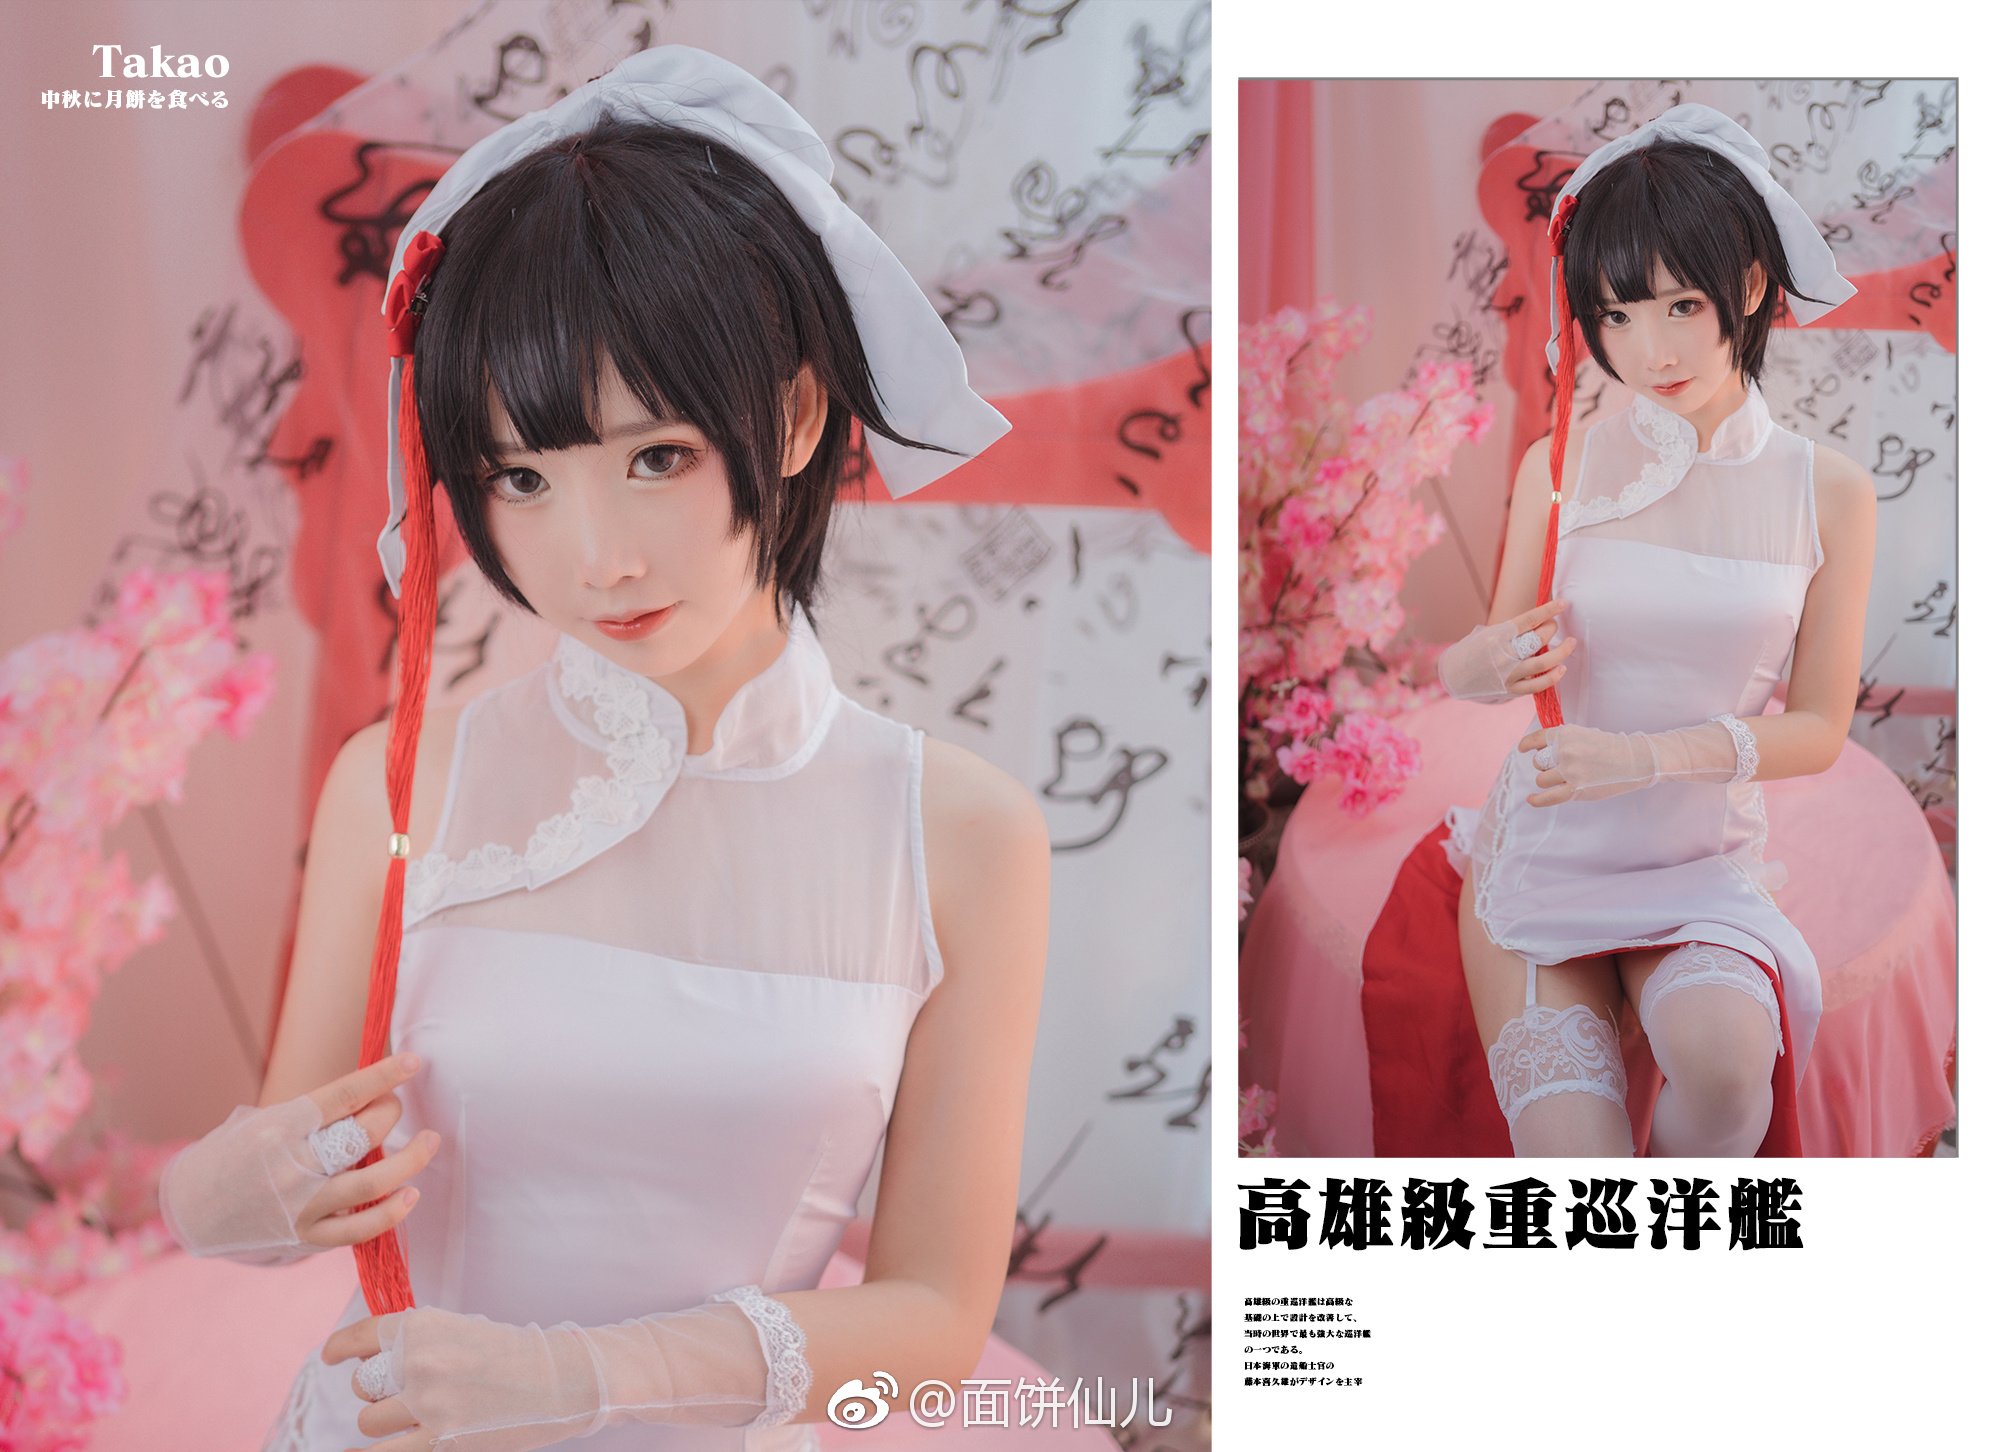 Takao
中秋に月餅を食べる
高雄級重巡洋艦
高雄級の重巡洋艦は高級な
基礎の上で設計を改善して、
当時の世界で最も強大な巡洋艦
の一つである。
日本海軍の造船士官の
藤本喜久雄がデザインを主宰
@面饼仙儿